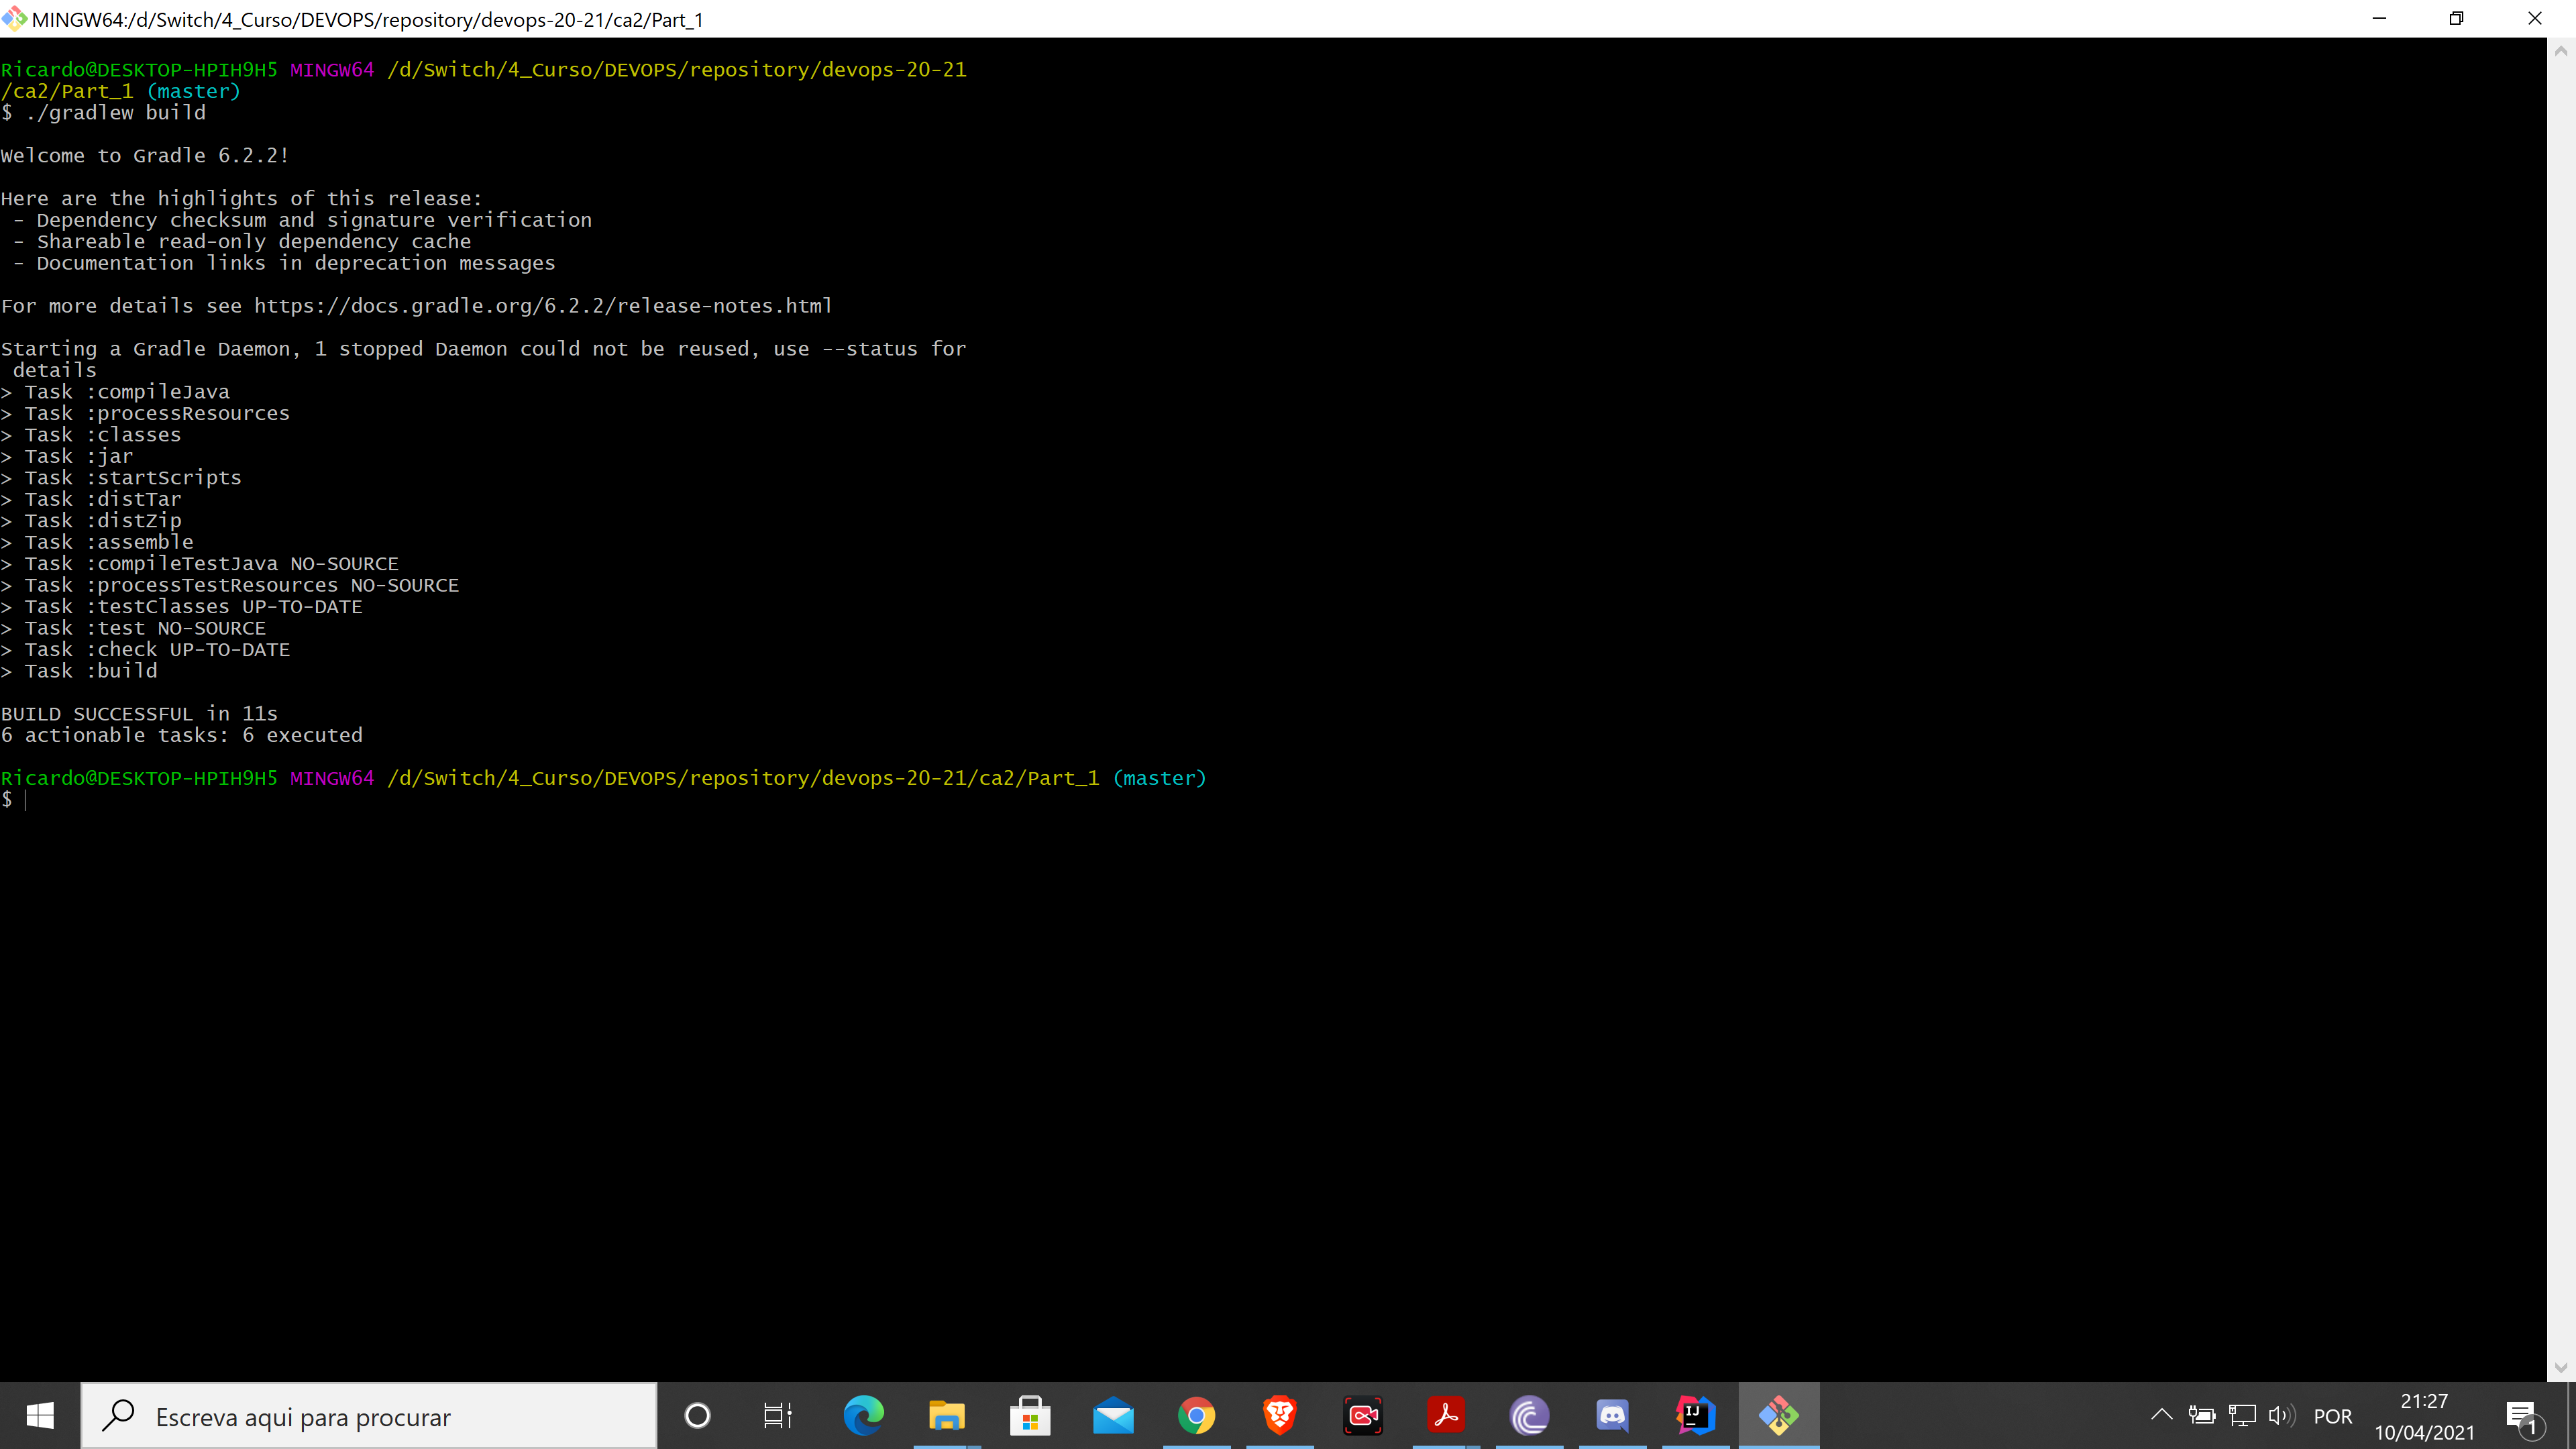 MINGW64:/d/Switch/4_Curso/DEVOPS/repository/devops-20-21/ca2/Part_1
Ricardo@DESKTOP-HPIH9H5 MINGW64 /d/Switch/4_Curso/DEVOPS/repository/devops-20-21
/ca2/Part_1 (master)
$ ./gradlew build
Welcome to Gradle 6.2.2!
Here are the highlights of this release:
- Dependency checksum and signature verification
- Shareable read-only dependency cache
- Documentation links in deprecation messages
For more details see https://docs.gradle.org/6.2.2/release-notes.html
Starting a Gradle Daemon, 1 stopped Daemon could not be reused, use --status for
details
> Task :compileJava
> Task :processResources
> Task :classes
> Task :jar
> Task :startScripts
> Task :distTar
> Task :distZip
> Task :assemble
> Task :compileTestJava NO-SOURCE
> Task :processTestResources NO-SOURCE
> Task :testClasses UP-TO-DATE
> Task :test NO-SOURCE
> Task :check UP-TO-DATE
> Task :build
BUILD SUCCESSFUL in 11s
6 actionable tasks: 6 executed
Ricardo@DESKTOP-HPIH9H5 MINGW64 /d/Switch/4_Curso/DEVOPS/repository/devops-20-21/ca2/Part_1 (master)
$
Escreva aqui para procurar
IJ
POR
21:27
10/04/2021
1